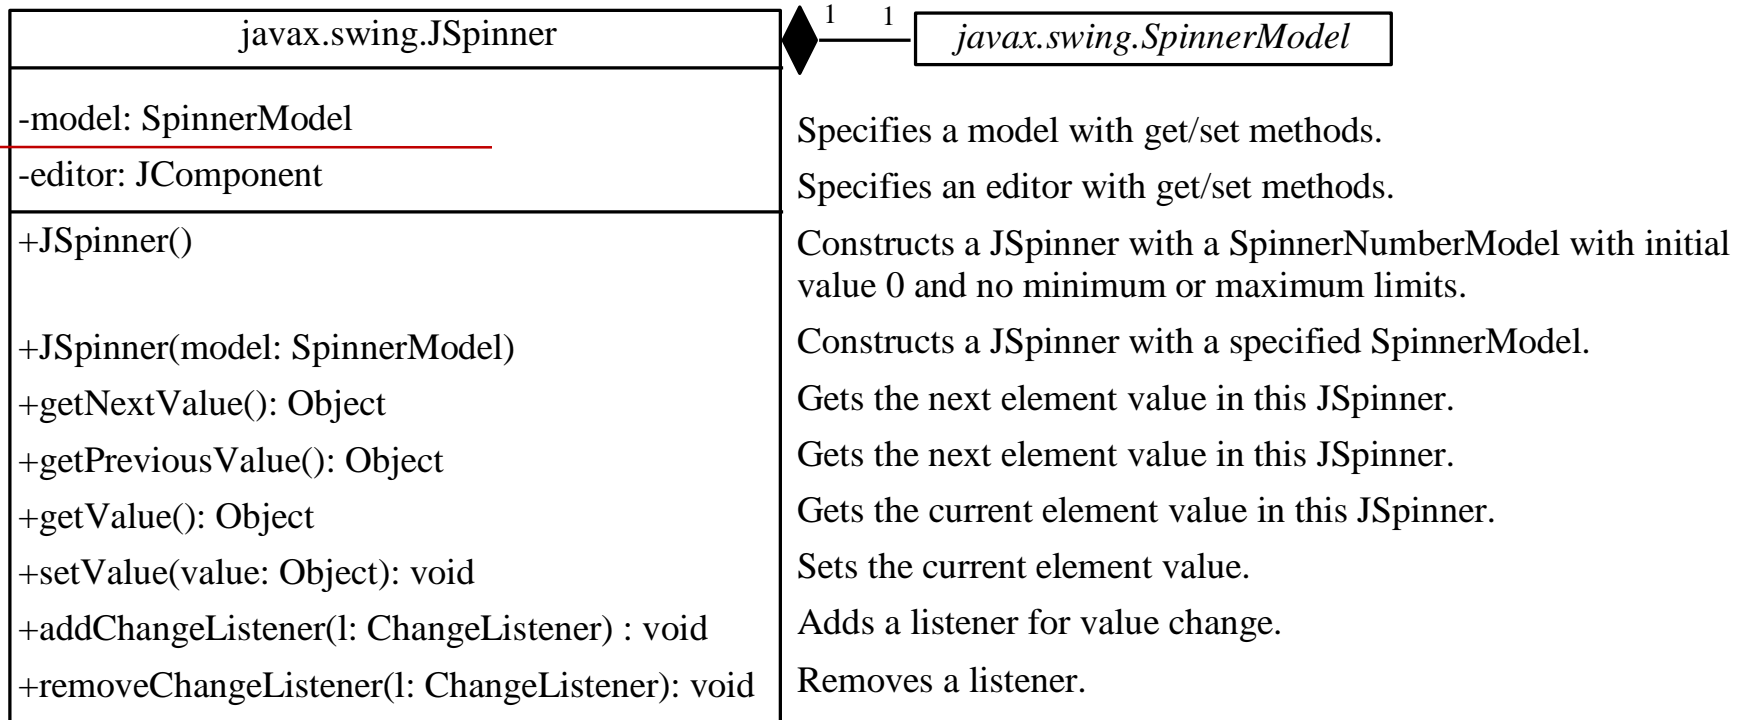 javax.swing.JSpinner
1
1
javax.swing.SpinnerModel
-model: SpinnerModel
Specifies a model with get/set methods.
-editor: JComponent
Specifies an editor with get/set methods.
+JSpinner()
Constructs a JSpinner with a SpinnerNumberModel with initial
value 0 and no minimum or maximum limits.
+JSpinner(model: SpinnerModel)
Constructs a JSpinner with a specified SpinnerModel.
+getNextValue(): Object
Gets the next element value in this JSpinner.
+getPreviousValue(): Object
Gets the next element value in this JSpinner.
+getValue(): Object
Gets the current element value in this JSpinner.
+setValue(value: Object): void
Sets the current element value.
+addChangeListener(l: ChangeListener) : void
Adds a listener for value change.
+removeChangeListener(l: ChangeListener): void
Removes a listener.